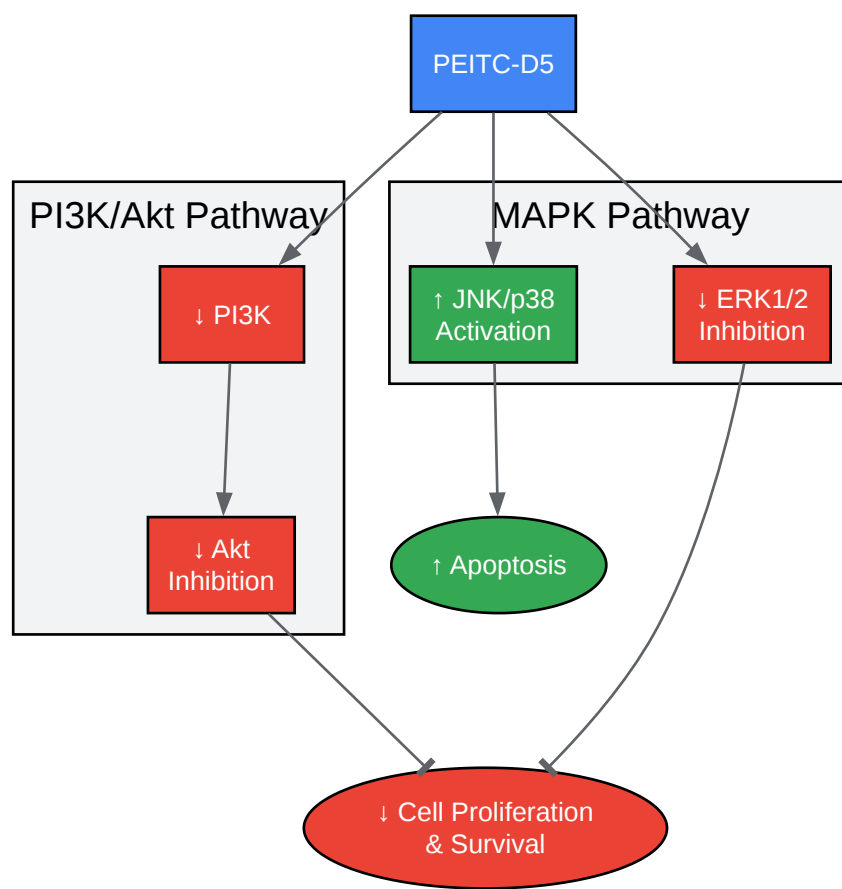 PEITC-D5
PI3K/Akt Pathway
MAPK Pathway
↓ PI3K
↑ JNK/p38
Activation
↓ ERK1/2
Inhibition
↓ Akt
Inhibition
↑ Apoptosis
↓ Cell Proliferation
& Survival